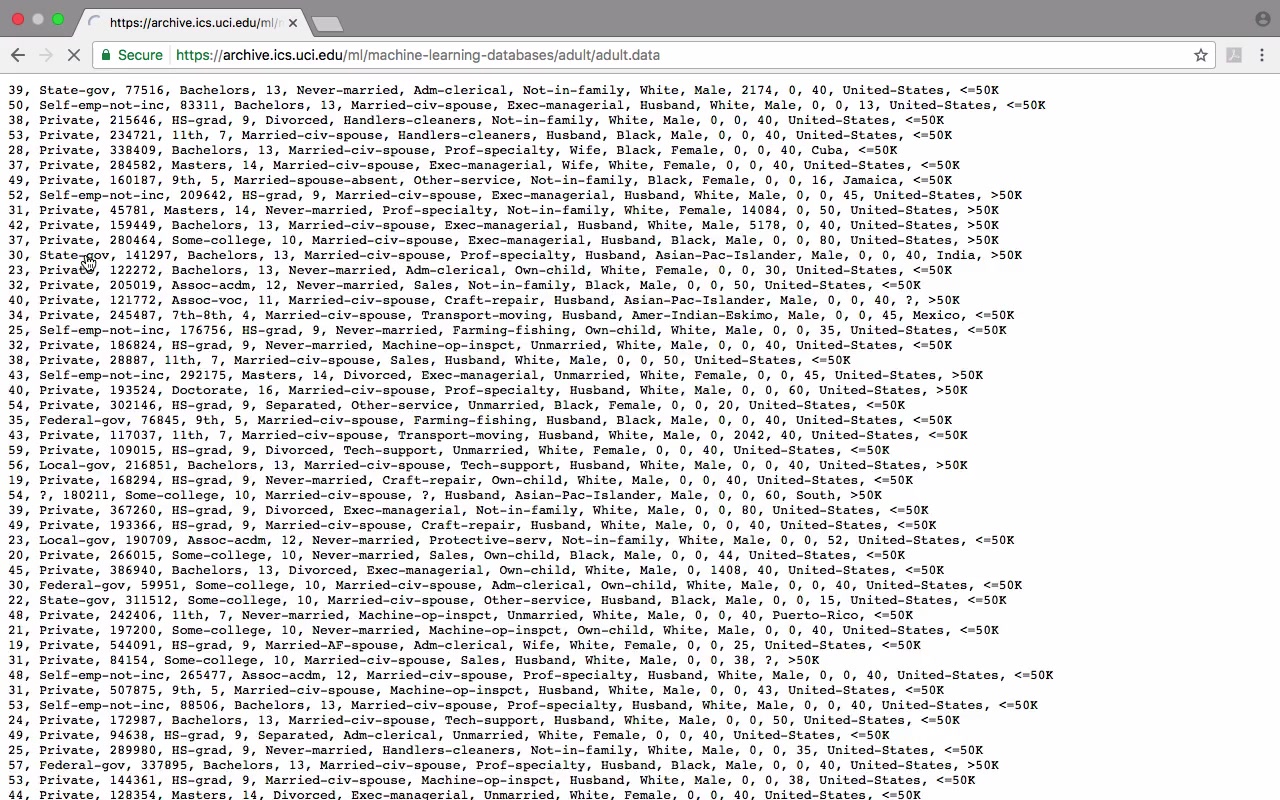 https://archive.ics.uci.edu/ml/
Secure https://archive.ics.uci.edu/ml/machine-learning-databases/adult/adult.data
39, State-gov, 77516, Bachelors, 13, Never-married, Adm-clerical, Not-in-family, White, Male, 2174, 0, 40, United-States, <=50K
50, Self-emp-not-inc, 83311, Bachelors, 13, Married-civ-spouse, Exec-managerial, Husband, White, Male, 0, 0, 13, United-States, <=50K
38, Private, 215646, HS-grad, 9, Divorced, Handlers-cleaners, Not-in-family, White, Male, 0, 0, 40, United-States, <=50K
53, Private, 234721, 11th, 7, Married-civ-spouse, Handlers-cleaners, Husband, Black, Male, 0, 0, 40, United-States, <=50K
28, Private, 338409, Bachelors, 13, Married-civ-spouse, Prof-specialty, Wife, Black, Female, 0, 0, 40, Cuba, <=50K
37, Private, 284582, Masters, 14, Married-civ-spouse, Exec-managerial, Wife, White, Female, 0, 0, 40, United-States, <=50K
49, Private, 160187, 9th, 5, Married-spouse-absent, Other-service, Not-in-family, Black, Female, 0, 0, 16, Jamaica, <=50K
52, Self-emp-not-inc, 209642, HS-grad, 9, Married-civ-spouse, Exec-managerial, Husband, White, Male, 0, 0, 45, United-States, >50K
31, Private, 45781, Masters, 14, Never-married, Prof-specialty, Not-in-family, White, Female, 14084, 0, 50, United-States, >50K
42, Private, 159449, Bachelors, 13, Married-civ-spouse, Exec-managerial, Husband, White, Male, 5178, 0, 40, United-States, >50K
37, Private, 280464, Some-college, 10, Married-civ-spouse, Exec-managerial, Husband, Black, Male, 0, 0, 80, United-States, >50K
30, State-gov, 141297, Bachelors, 13, Married-civ-spouse, Prof-specialty, Husband, Asian-Pac-Islander, Male, 0, 0, 40, India, >50K
23, Private, 122272, Bachelors, 13, Never-married, Adm-clerical, Own-child, White, Female, 0, 0, 30, United-States, <=50K
32, Private, 205019, Assoc-acdm, 12, Never-married, Sales, Not-in-family, Black, Male, 0, 0, 50, United-States, <=50K
40, Private, 121772, Assoc-voc, 11, Married-civ-spouse, Craft-repair, Husband, Asian-Pac-Islander, Male, 0, 0, 40, ?, >50K
34, Private, 245487, 7th-8th, 4, Married-civ-spouse, Transport-moving, Husband, Amer-Indian-Eskimo, Male, 0, 0, 45, Mexico, <=50K
25, Self-emp-not-inc, 176756, HS-grad, 9, Never-married, Farming-fishing, Own-child, White, Male, 0, 0, 35, United-States, <=50K
32, Private, 186824, HS-grad, 9, Never-married, Machine-op-inspct, Unmarried, White, Male, 0, 0, 40, United-States, <=50K
38, Private, 28887, 11th, 7, Married-civ-spouse, Sales, Husband, White, Male, 0, 0, 50, United-States, <=50K
43, Self-emp-not-inc, 292175, Masters, 14, Divorced, Exec-managerial, Unmarried, White, Female, 0, 0, 45, United-States, >50K
40, Private, 193524, Doctorate, 16, Married-civ-spouse, Prof-specialty, Husband, White, Male, 0, 0, 60, United-States, >50K
54, Private, 302146, HS-grad, 9, Separated, Other-service, Unmarried, Black, Female, 0, 0, 20, United-States, <=50K
35, Federal-gov, 76845, 9th, 5, Married-civ-spouse, Farming-fishing, Husband, Black, Male, 0, 0, 40, United-States, <=50K
43, Private, 117037, 11th, 7, Married-civ-spouse, Transport-moving, Husband, White, Male, 0, 2042, 40, United-States, <=50K
59, Private, 109015, HS-grad, 9, Divorced, Tech-support, Unmarried, White, Female, 0, 0, 40, United-States, <=50K
56, Local-gov, 216851, Bachelors, 13, Married-civ-spouse, Tech-support, Husband, White, Male, 0, 0, 40, United-States, >50K
19, Private, 168294, HS-grad, 9, Never-married, Craft-repair, Own-child, White, Male, 0, 0, 40, United-States, <=50K
54, ?, 180211, Some-college, 10, Married-civ-spouse, ?, Husband, Asian-Pac-Islander, Male, 0, 0, 60, South, >50K
39, Private, 367260, HS-grad, 9, Divorced, Exec-managerial, Not-in-family, White, Male, 0, 0, 80, United-States, <=50K
49, Private, 193366, HS-grad, 9, Married-civ-spouse, Craft-repair, Husband, White, Male, 0, 0, 40, United-States, <=50K
23, Local-gov, 190709, Assoc-acdm, 12, Never-married, Protective-serv, Not-in-family, White, Male, 0, 0, 52, United-States, <=50K
20, Private, 266015, Some-college, 10, Never-married, Sales, Own-child, Black, Male, 0, 0, 44, United-States, <=50K
45, Private, 386940, Bachelors, 13, Divorced, Exec-managerial, Own-child, White, Male, 0, 1408, 40, United-States, <=50K
30, Federal-gov, 59951, Some-college, 10, Married-civ-spouse, Adm-clerical, Own-child, White, Male, 0, 0, 40, United-States, <=50K
22, State-gov, 311512, Some-college, 10, Married-civ-spouse, Other-service, Husband, Black, Male, 0, 0, 15, United-States, <=50K
48, Private, 242406, 11th, 7, Never-married, Machine-op-inspct, Unmarried, White, Male, 0, 0, 40, Puerto-Rico, <=50K
21, Private, 197200, Some-college, 10, Never-married, Machine-op-inspct, Own-child, White, Male, 0, 0, 40, United-States, <=50K
19, Private, 544091, HS-grad, 9, Married-AF-spouse, Adm-clerical, Wife, White, Female, 0, 0, 25, United-States, <=50K
31, Private, 84154, Some-college, 10, Married-civ-spouse, Sales, Husband, White, Male, 0, 0, 38, ?, >50K
48, Self-emp-not-inc, 265477, Assoc-acdm, 12, Married-civ-spouse, Prof-specialty, Husband, White, Male, 0, 0, 40, United-States, <=50K
31, Private, 507875, 9th, 5, Married-civ-spouse, Machine-op-inspct, Husband, White, Male, 0, 0, 43, United-States, <=50K
53, Self-emp-not-inc, 88506, Bachelors, 13, Married-civ-spouse, Prof-specialty, Husband, White, Male, 0, 0, 40, United-States, <=50K
24, Private, 172987, Bachelors, 13, Married-civ-spouse, Tech-support, Husband, White, Male, 0, 0, 50, United-States, <=50K
49, Private, 94638, HS-grad, 9, Separated, Adm-clerical, Unmarried, White, Female, 0, 0, 40, United-States, <=50K
25, Private, 289980, HS-grad, 9, Never-married, Handlers-cleaners, Not-in-family, White, Male, 0, 0, 35, United-States, <=50K
57, Federal-gov, 337895, Bachelors, 13, Married-civ-spouse, Prof-specialty, Husband, Black, Male, 0, 0, 40, United-States, >50K
53, Private, 144361, HS-grad, 9, Married-civ-spouse, Machine-op-inspct, Husband, White, Male, 0, 0, 38, United-States, <=50K
44, Private, 128354, Masters, 14, Divorced, Exec-managerial, Unmarried, White, Female, 0, 0, 40, United-States, <=50K